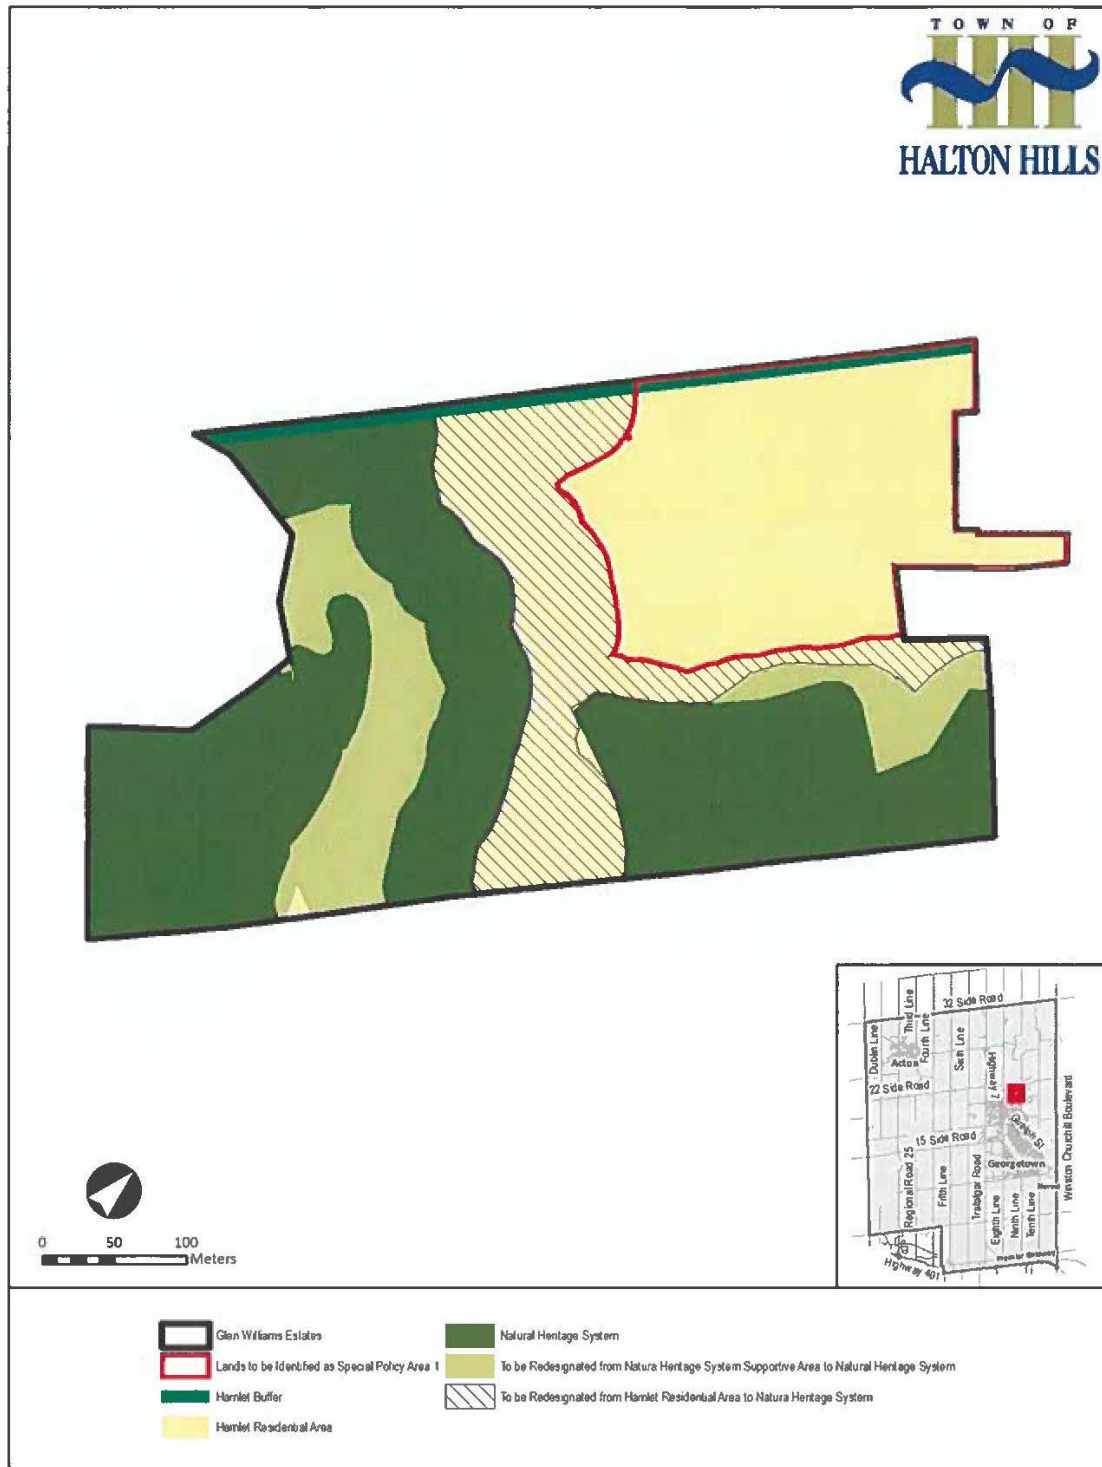 TOWN OF
HALTON HILLS
32 Side Road
Third Line
Dublin Line
Fourth Line
Acton
Sixth Line
Highway 7
22 Side Road
Guelph St
15 Side Road
Georgetown
Winston Churchill Boulevard
Regional Road 25
Fifth Line
Trafalgar Road
Norval
Eighth Line
Ninth Line
Tenth Line
Highway 401
0 50 100
Meters
Glen Williams Estates
Lands to be Identified as Special Policy Area 1
Hamlet Buffer
Hamlet Residential Area
Natural Heritage System
To be Redesignated from Natura Heritage System Supportive Area to Natural Heritage System
To be Redesignated from Hamlet Residential Area to Natura Heritage System